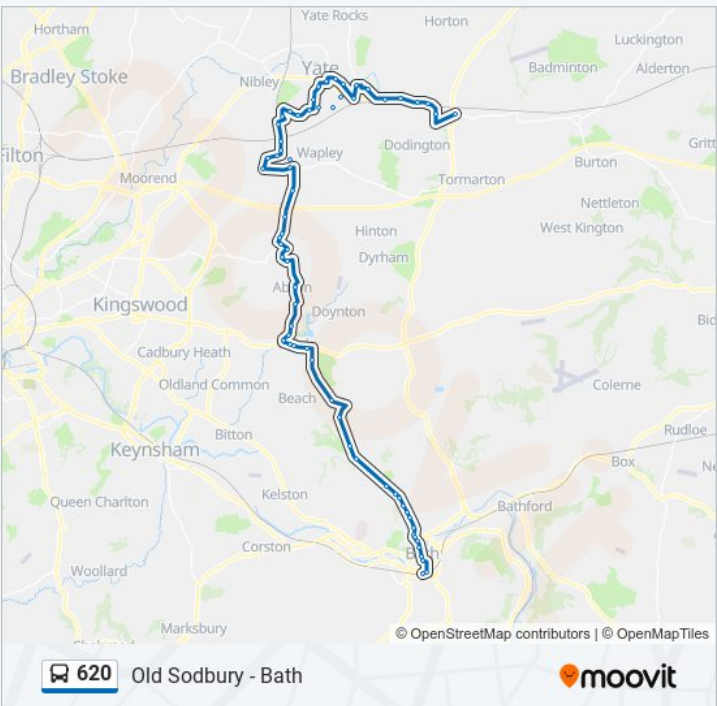 Yate Rocks
Horton
Hortham
Luckington
Bradley Stoke
Yate
Badminton
Alderton
Nibley
Filton
Wapley
Dodington
Gritt
Burton
Moorend
Tormarton
Nettleton
Hinton
West Kington
Dyrham
Kingswood
Doynton
Bid
Cadbury Heath
Oldland Common
Colerne
Beach
Bitton
Rudloe
Keynsham
Box
Kelston
Queen Charlton
Bathford
Corston
Bath
Woollard
Marksbury
© OpenStreetMap contributors | © OpenMapTiles
620 Old Sodbury - Bath
moovit